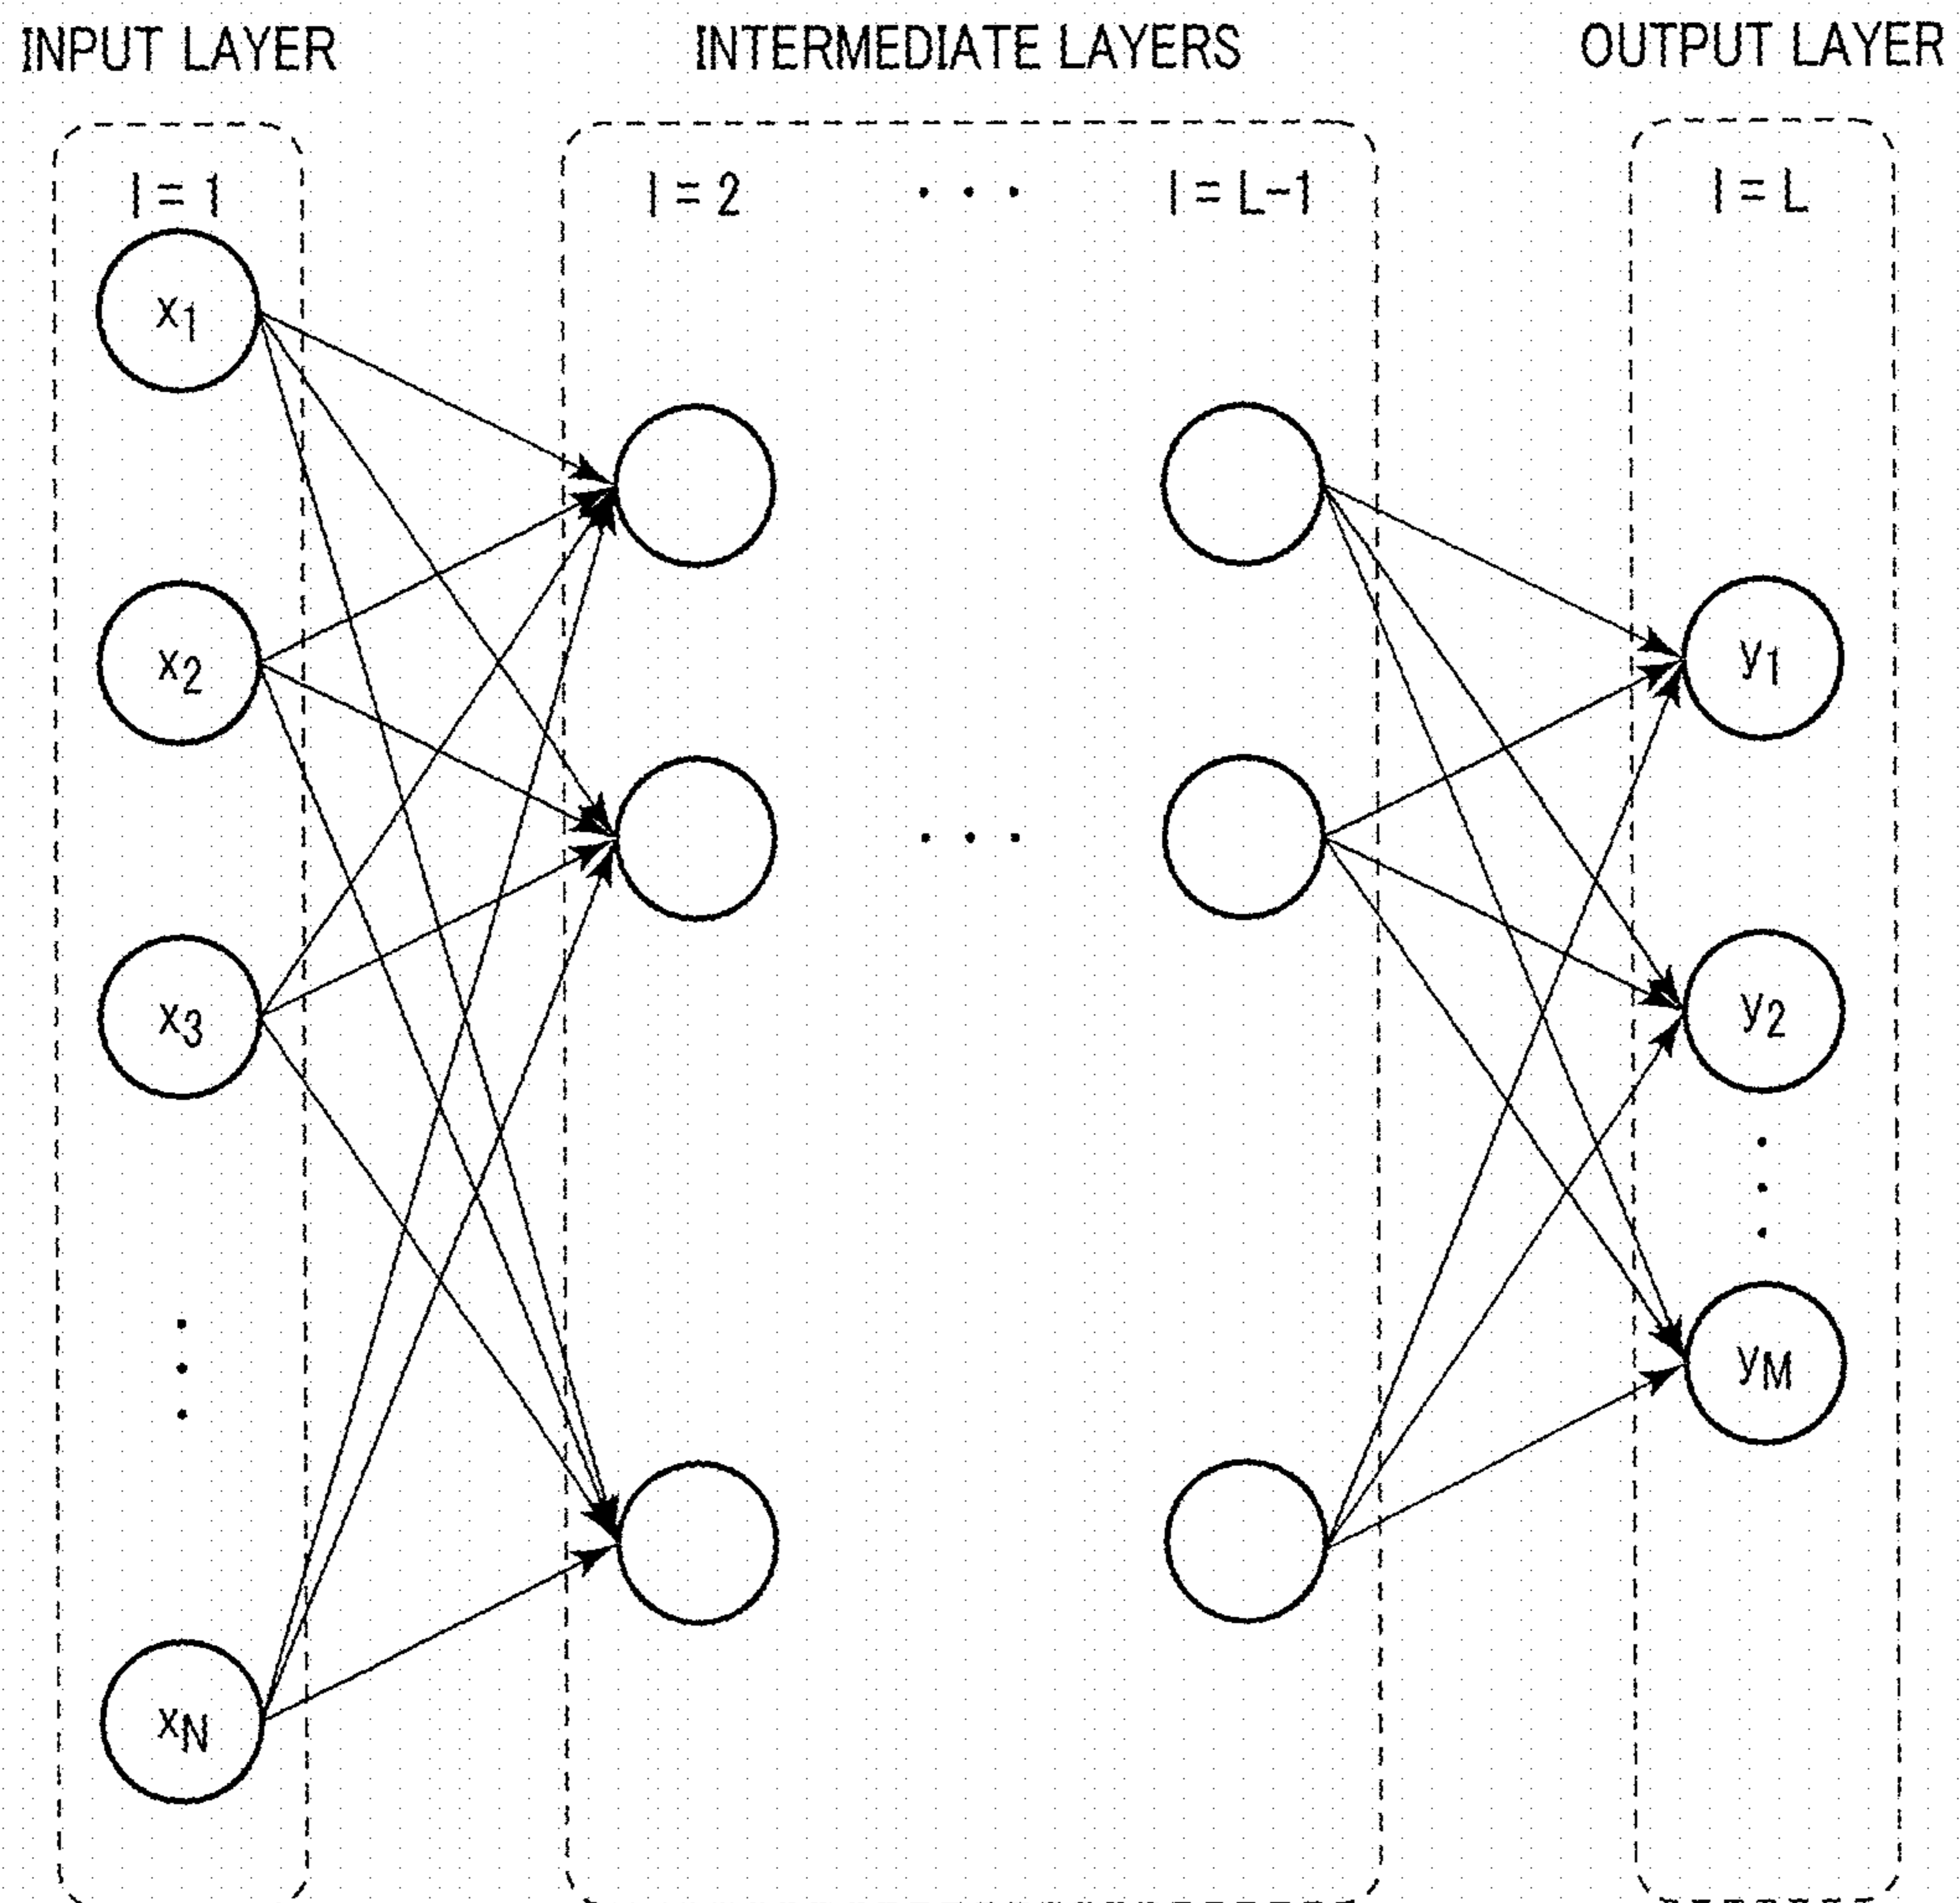 INPUT LAYER INTERMEDIATE LAYERS OUTPUT LAYER
l = 1 l = 2 ... l = L-1 l = L
x1
x2
x3
xN
...
y1
y2
yM